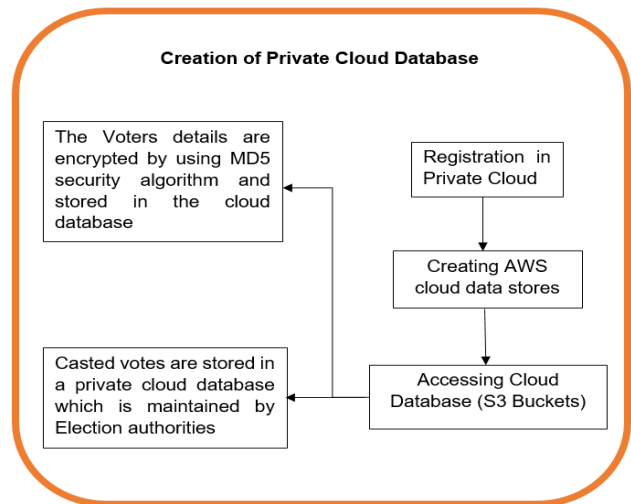 Creation of Private Cloud Database
The Voters details are
encrypted by using MD5
security algorithm and
stored in the cloud
database
Registration in
Private Cloud
Creating AWS
cloud data stores
Accessing Cloud
Database (S3 Buckets)
Casted votes are stored in
a private cloud database
which is maintained by
Election authorities